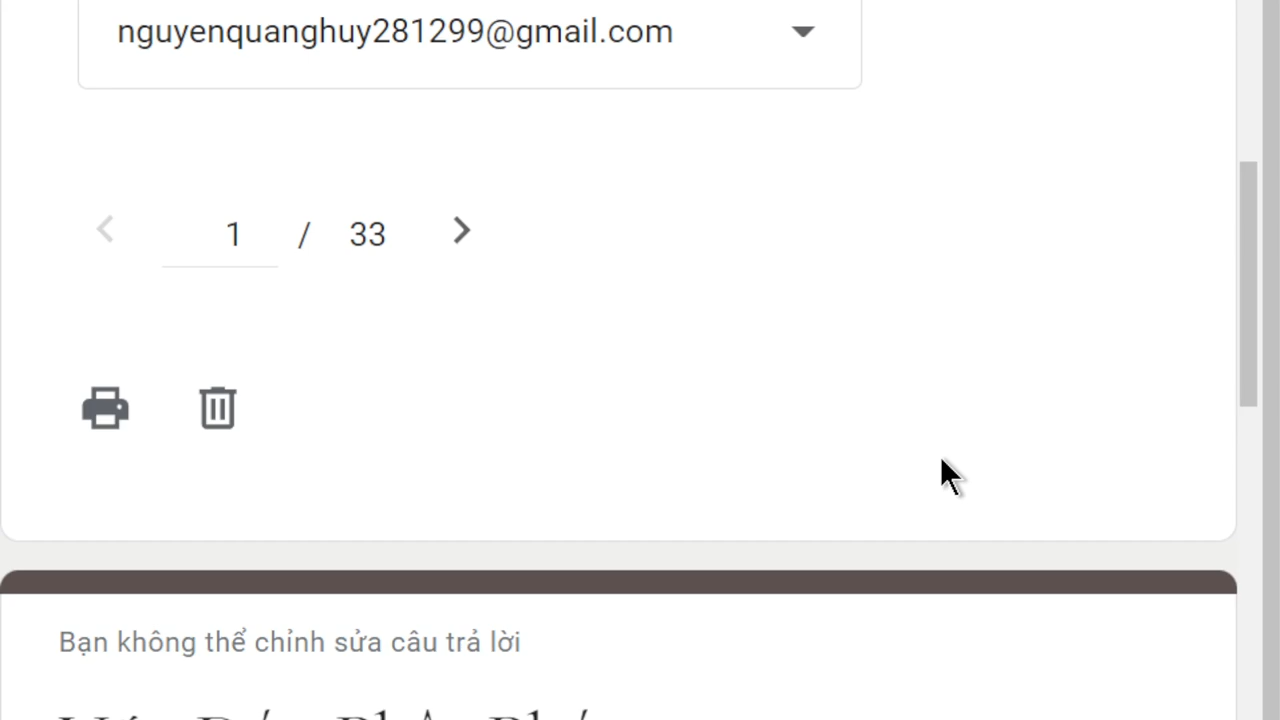 nguyenquanghuy281299@gmail.com
1 / 33
Bạn không thể chỉnh sửa câu trả lời